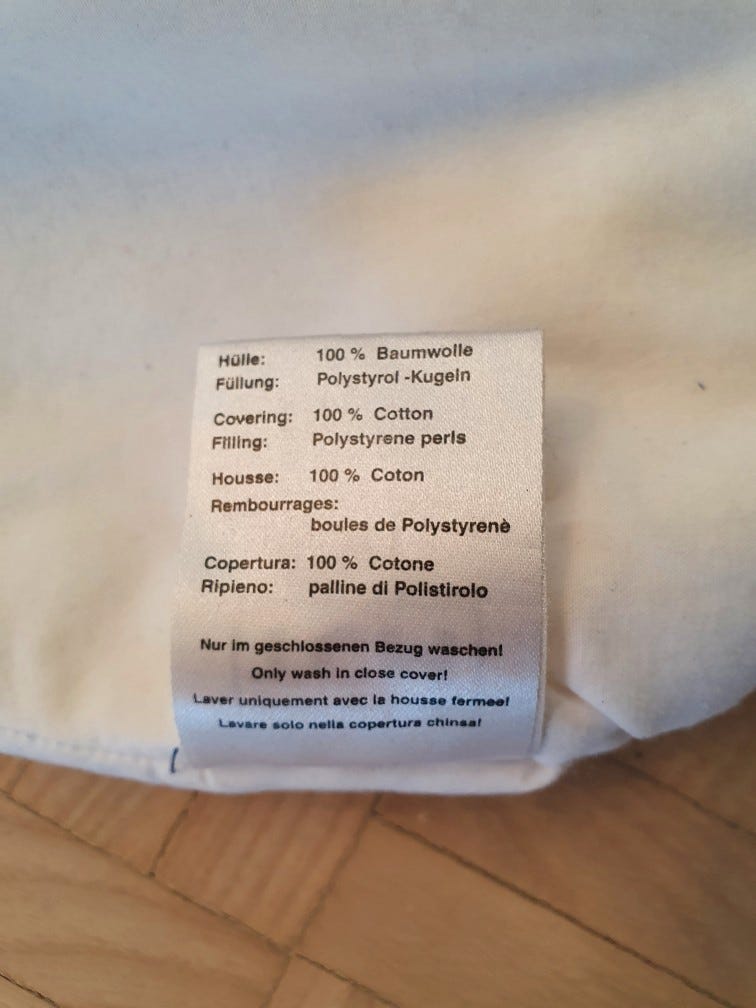 Hülle: 100 % Baumwolle
Füllung: Polystyrol -Kugeln
Covering: 100 % Cotton
Filling: Polystyrene perls
Housse: 100 % Coton
Rembourrages:
boules de Polystyrenè
Copertura: 100 % Cotone
Ripieno: palline di Polistirolo
Nur im geschlossenen Bezug waschen!
Only wash in close cover!
Laver uniquement avec la housse fermee!
Lavare solo nella copertura chinsa!